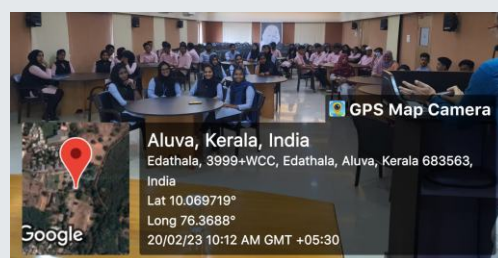 GPS Map Camera
Aluva, Kerala, India
Edathala, 3999+WCC, Edathala, Aluva, Kerala 683563,
India
Lat 10.069719°
Long 76.3688°
20/02/23 10:12 AM GMT +05:30
Google